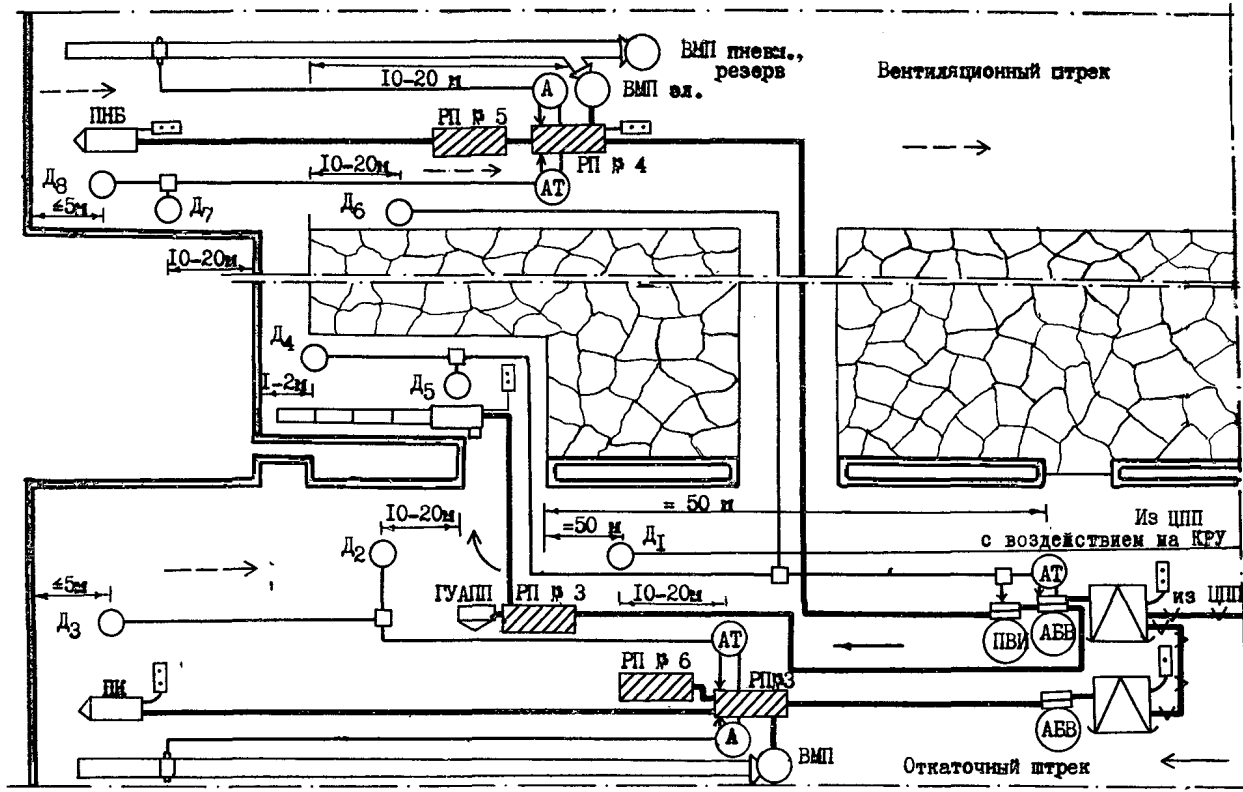 ВМП пневм.,
резерв
10-20 м
А
ВМП эл.
Вентиляционный штрек
ПНБ
РП № 5
РП № 4
10-20м
Д8
АТ
≤5м
Д7
Д6
10-20м
Д4
Д5
1-2м
= 50 м
10-20м
=50 м
Из ЦПП
Д2
Д1
с воздействием на КРУ
АТ
≤5м
ГУАПП
РП № 3
10-20м
из ЦПП
Д3
АТ
ПВИ
АБВ
РП № 6
РП№3
ПК
А
АБВ
ВМП
Откаточный штрек